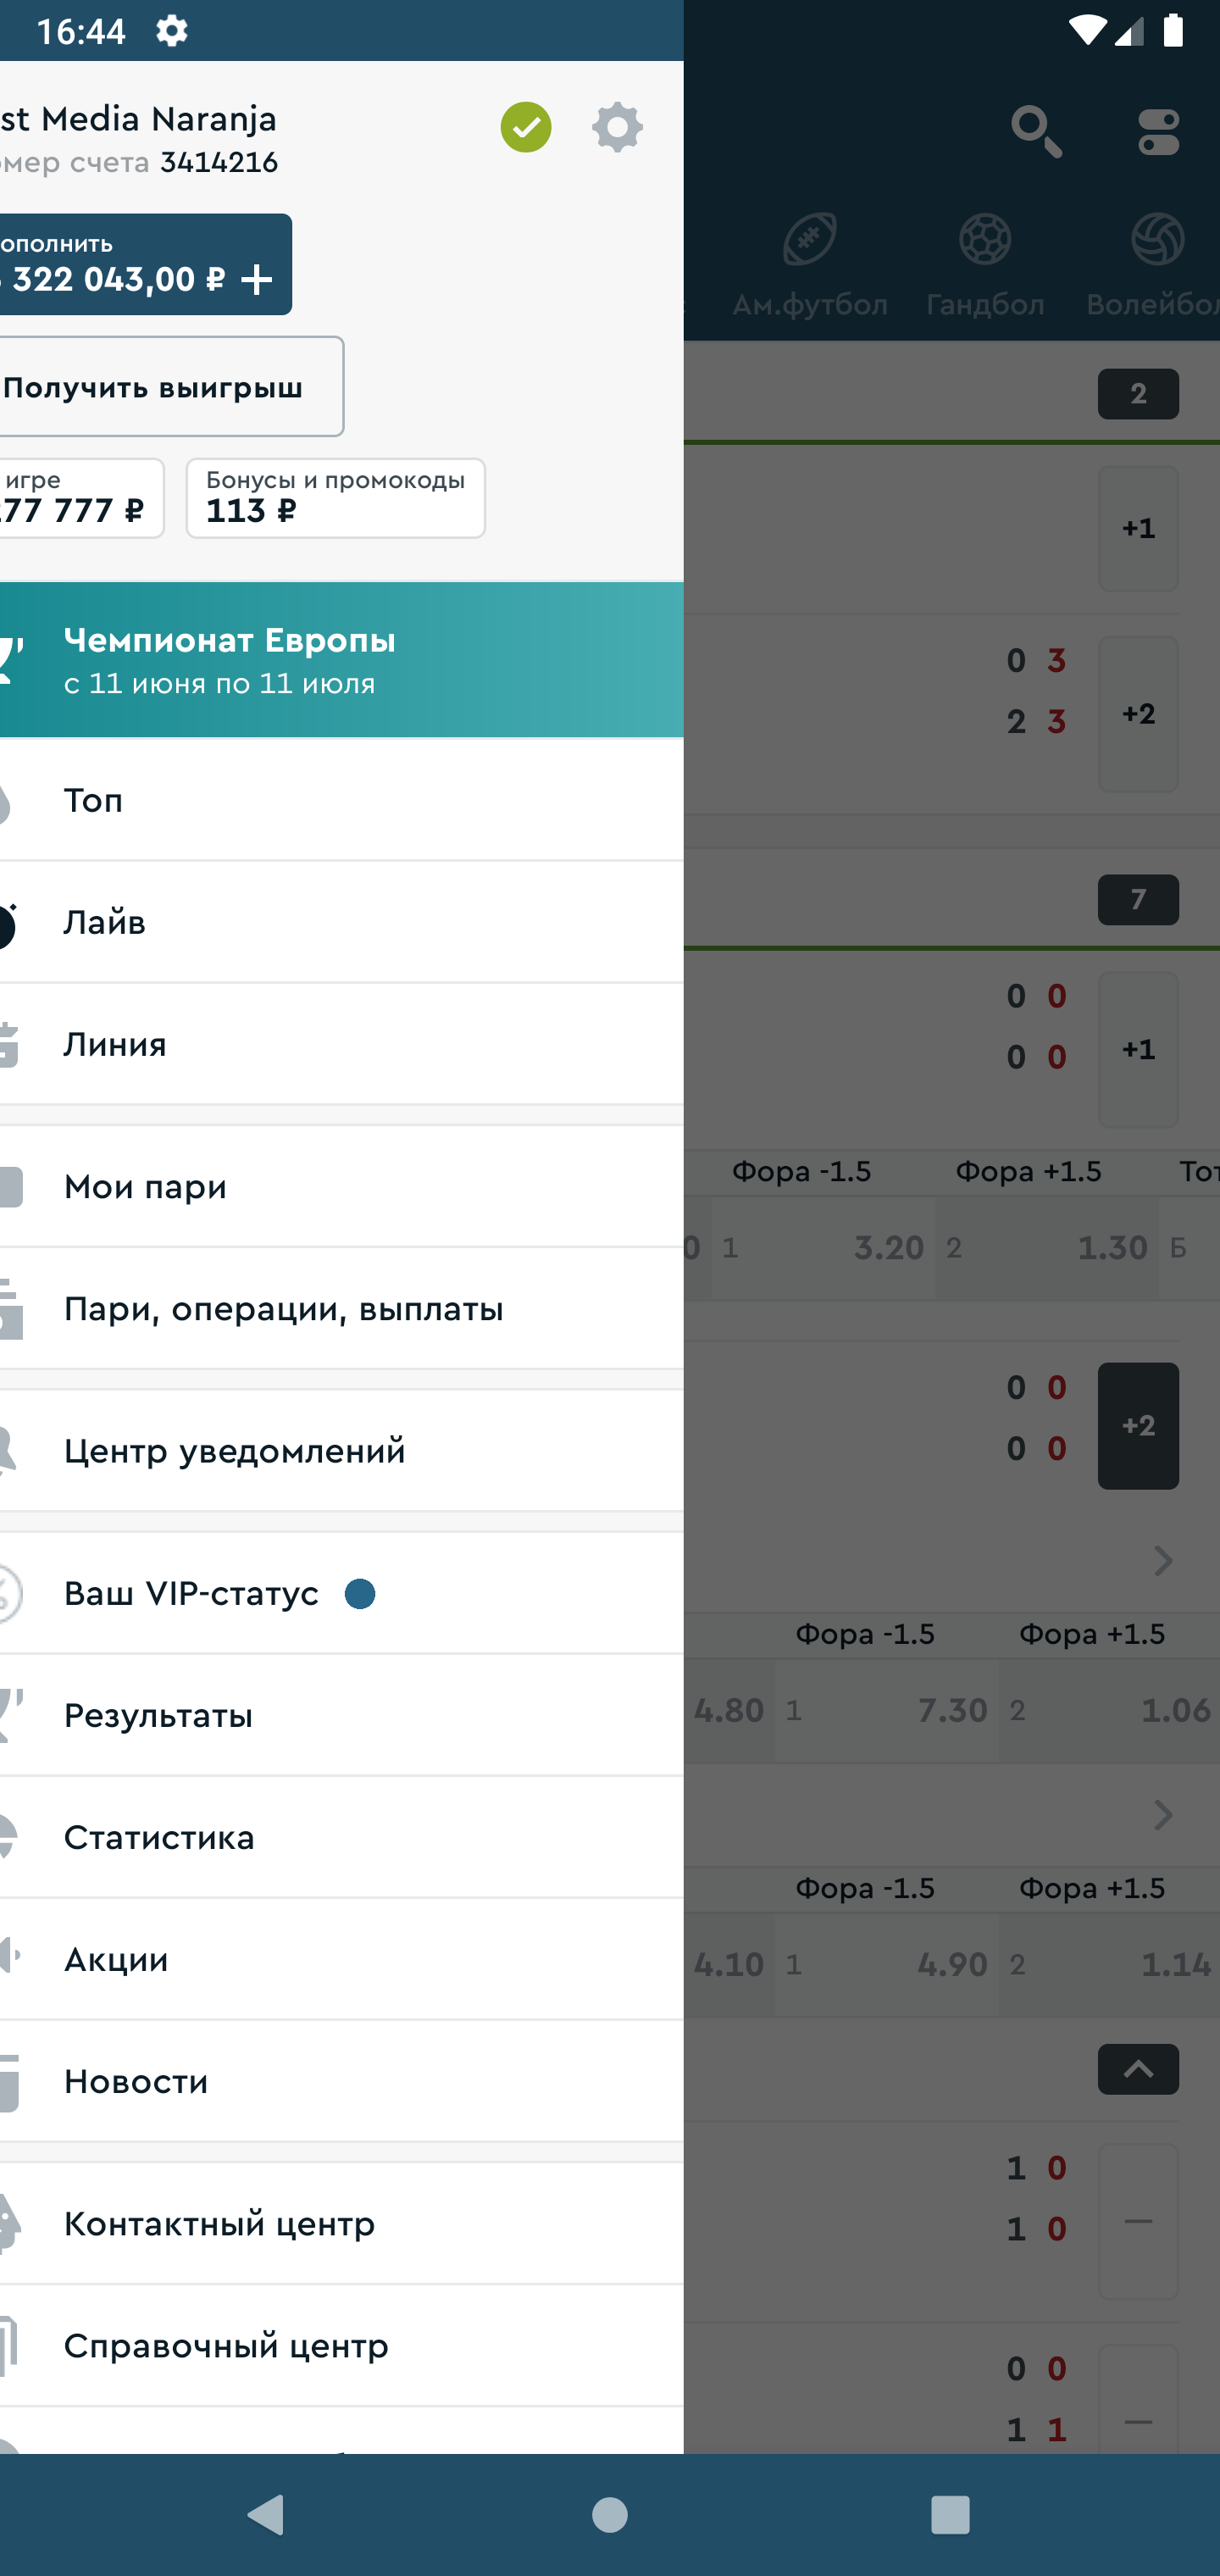 16:44
st Media Naranja
мер счета 3414216
ополнить
322 043,00 ₽ +
Получить выигрыш
игре
77 777 ₽
Бонусы и промокоды
113 ₽
Чемпионат Европы
с 11 июня по 11 июля
Топ
Лайв
Линия
Мои пари
Пари, операции, выплаты
Центр уведомлений
Ваш VIP-статус
Результаты
Статистика
Акции
Новости
Контактный центр
Справочный центр
Ам.футбол
Гандбол
Волейбол
2
+1
0 3
2 3
+2
7
0 0
0 0
+1
Фора -1.5 Фора +1.5 Тот
0 1 3.20 2 1.30 Б
0 0
0 0
+2
Фора -1.5 Фора +1.5
4.80 1 7.30 2 1.06
Фора -1.5 Фора +1.5
4.10 1 4.90 2 1.14
1 0
1 0
—
0 0
1 1
—